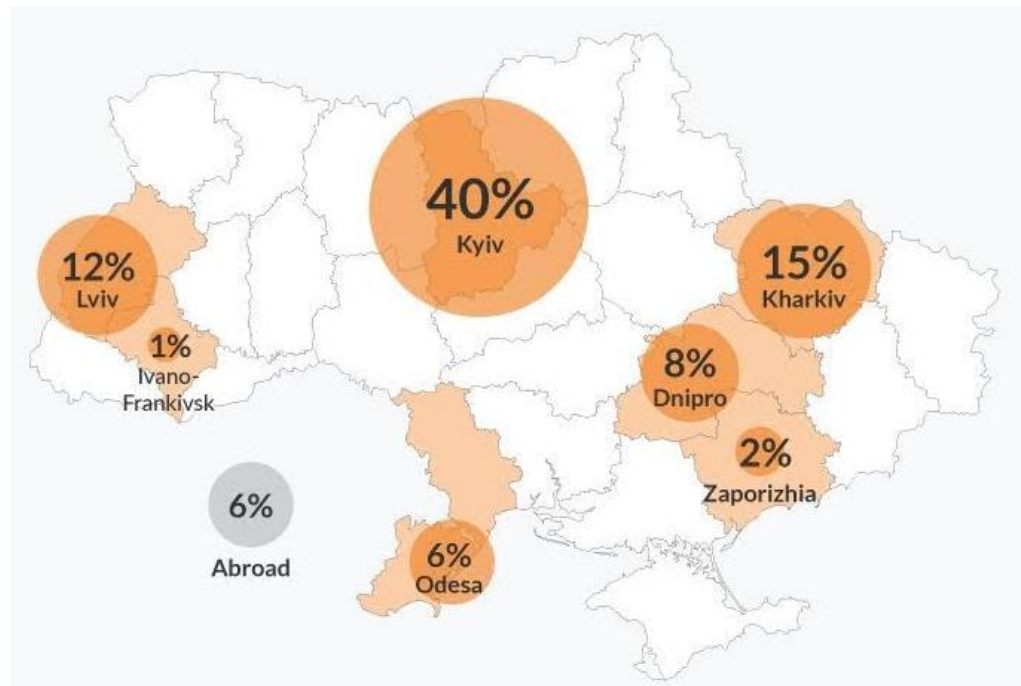 40%
Kyiv
12%
Lviv
15%
Kharkiv
1%
Ivano-
Frankivsk
8%
Dnipro
2%
Zaporizhia
6%
Abroad
6%
Odesa